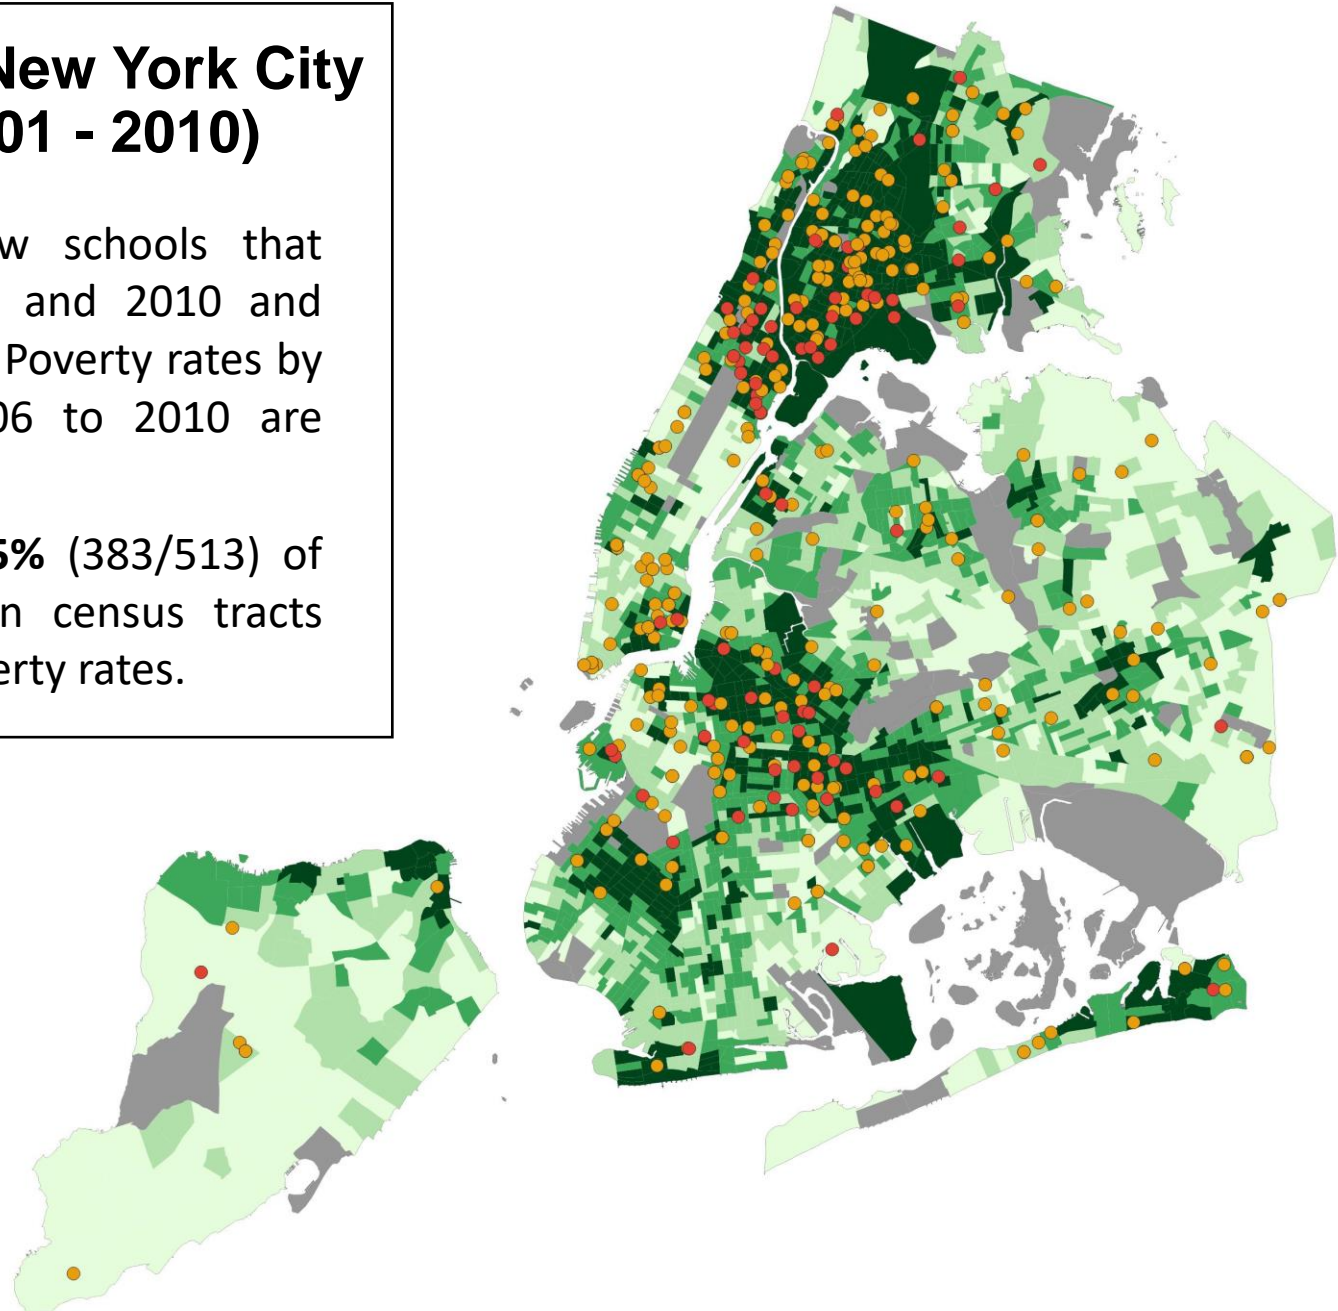 New York City
01 - 2010)
w schools that
and 2010 and
Poverty rates by
06 to 2010 are
5% (383/513) of
n census tracts
erty rates.